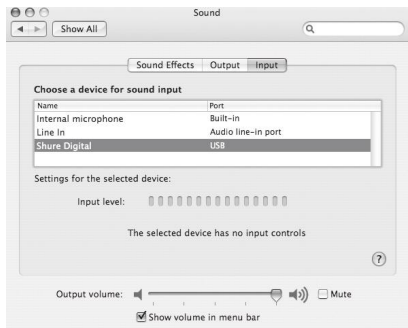 Sound
Show All
Sound Effects Output Input
Choose a device for sound input
Name Port
Internal microphone Built-in
Line In Audio line-in port
Shure Digital USB
Settings for the selected device:
Input level:
The selected device has no input controls
?
Output volume: Mute
Show volume in menu bar